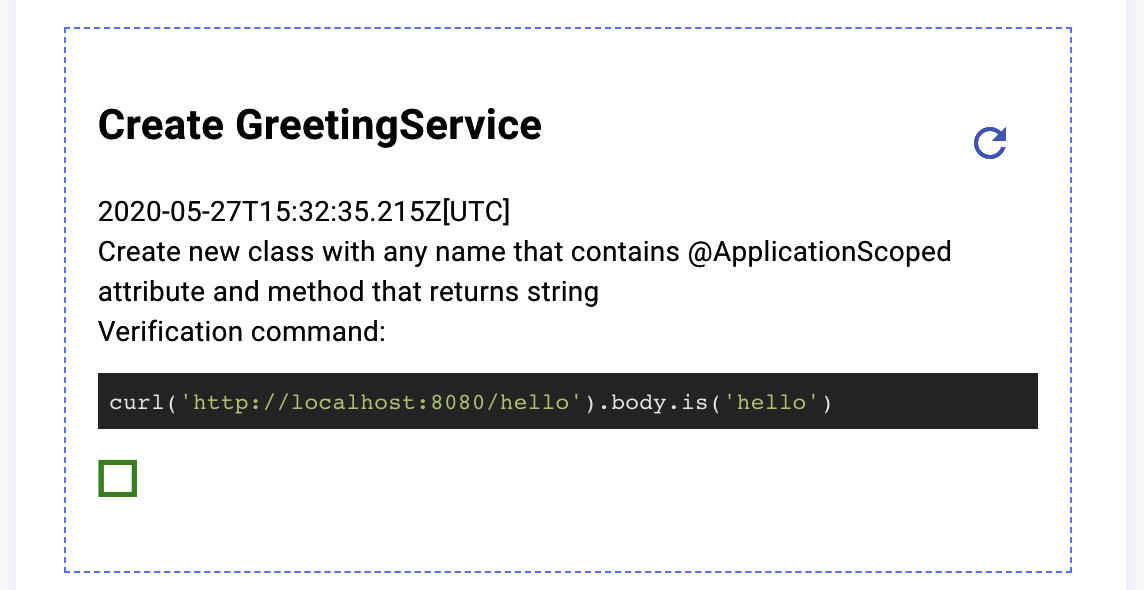 Create GreetingService
2020-05-27T15:32:35.215Z[UTC]
Create new class with any name that contains @ApplicationScoped
attribute and method that returns string
Verification command:
curl('http://localhost:8080/hello').body.is('hello')